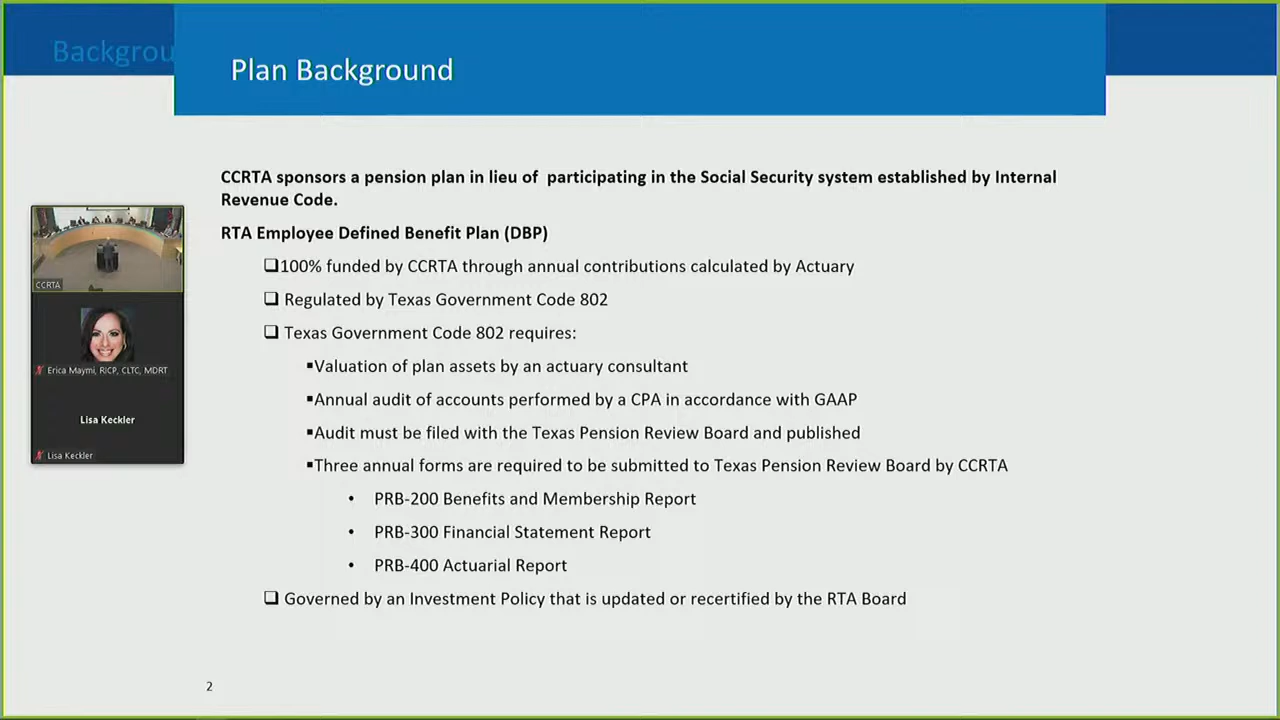 Backgrou
Plan Background
CCRTA sponsors a pension plan in lieu of participating in the Social Security system established by Internal
Revenue Code.
RTA Employee Defined Benefit Plan (DBP)
❑100% funded by CCRTA through annual contributions calculated by Actuary
❑ Regulated by Texas Government Code 802
❑ Texas Government Code 802 requires:
▪Valuation of plan assets by an actuary consultant
▪Annual audit of accounts performed by a CPA in accordance with GAAP
▪Audit must be filed with the Texas Pension Review Board and published
▪Three annual forms are required to be submitted to Texas Pension Review Board by CCRTA
• PRB-200 Benefits and Membership Report
• PRB-300 Financial Statement Report
• PRB-400 Actuarial Report
❑ Governed by an Investment Policy that is updated or recertified by the RTA Board
2
CCRTA
Erica Maymi, RICP, CLTC, MDRT
Lisa Keckler
Lisa Keckler